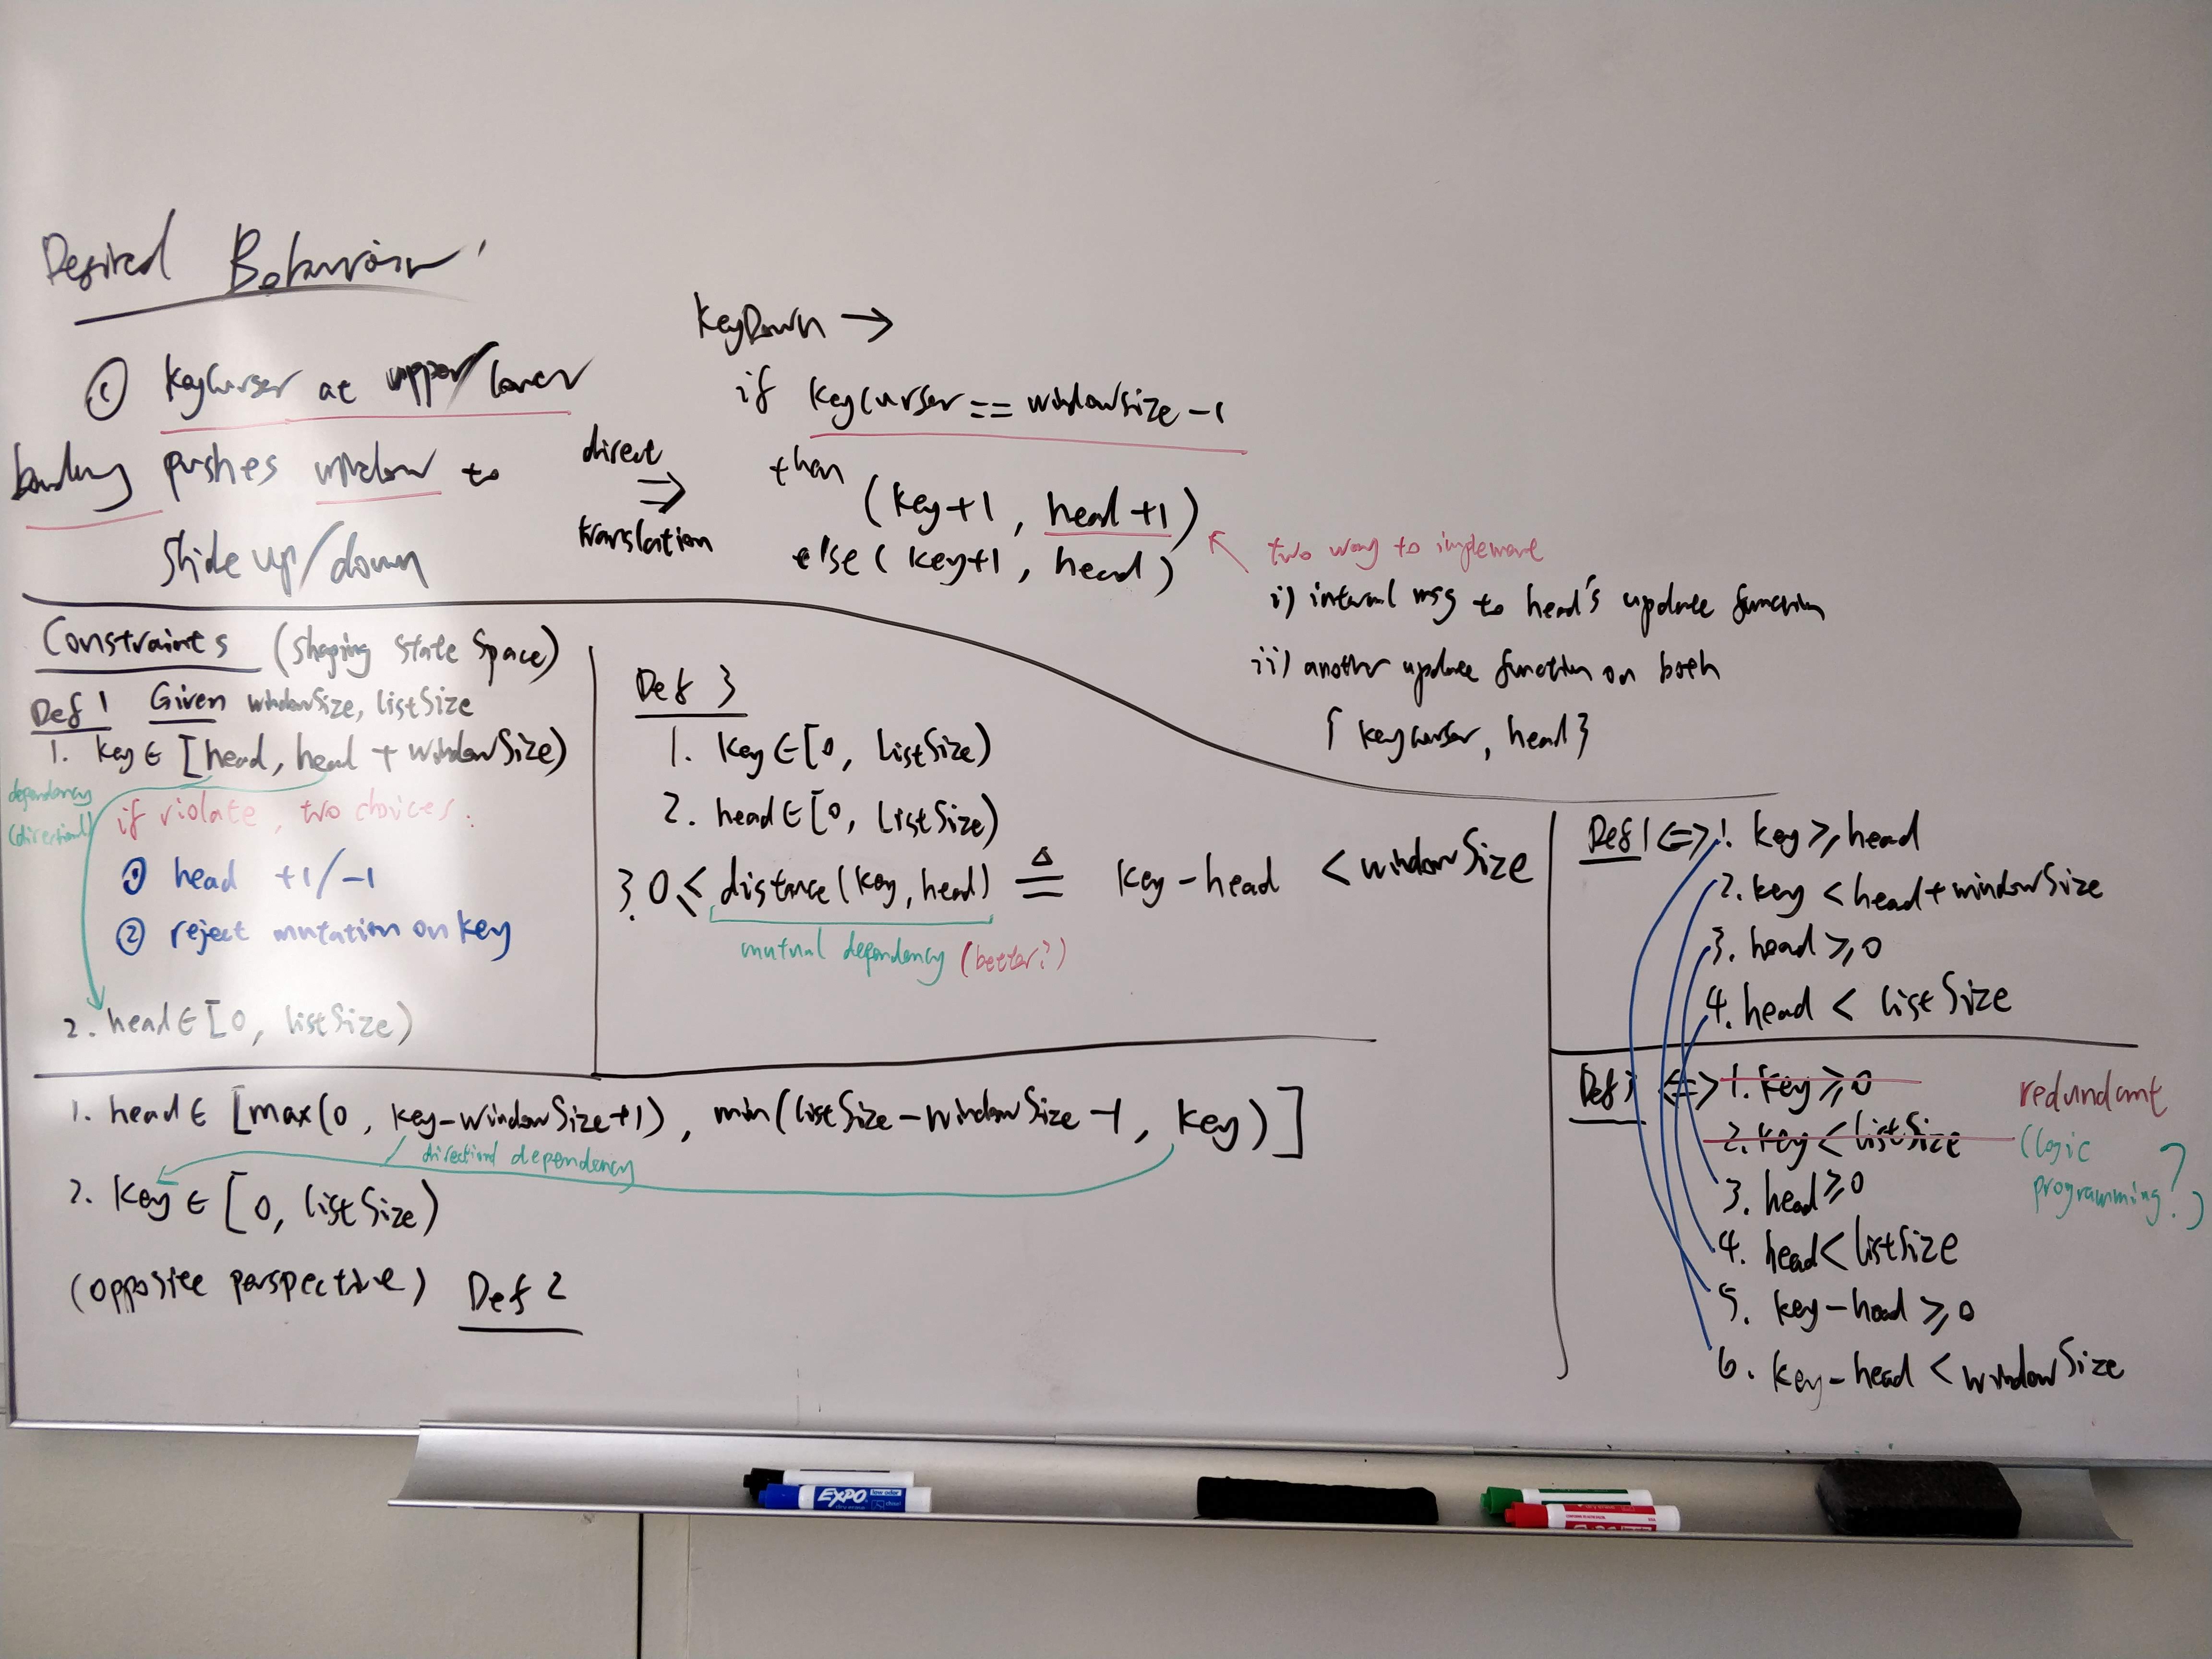 Desired Behavior
① keyCursor at upper/lower
boundary pushes window to
slide up/down
direct
⇒
translation
KeyDown →
if keyCursor == windowSize -1
then
(key+1, head+1)
else (key+1, head)
two way to implement
i) internal msg to head's update function
ii) another update function on both
{ keyCursor, head }
Constraints (shaping state space)
Def 1 Given windowSize, listSize
1. key ∈ [head, head + windowSize)
dependency
(directional)
if violate, two choices:
① head +1/-1
② reject mutation on key
2. head ∈ [0, listSize)
Def 3
1. key ∈ [0, listSize)
2. head ∈ [0, listSize)
3. 0 ≤ distance(key, head) ≜ key-head < windowSize
mutual dependency (better?)
1. head ∈ [max(0, key-windowSize+1), min(listSize-windowSize-1, key)]
directional dependency
2. key ∈ [0, listSize)
(opposite perspective) Def 2
Def 1 <=> 1. key ≥ head
2. key < head + windowSize
3. head ≥ 0
4. head < listSize
Def 3 <=> 1. key ≥ 0
2. key < listSize
redundant
(logic
programming?)
3. head ≥ 0
4. head < listSize
5. key-head ≥ 0
6. key-head < windowSize
EXPO
low odor